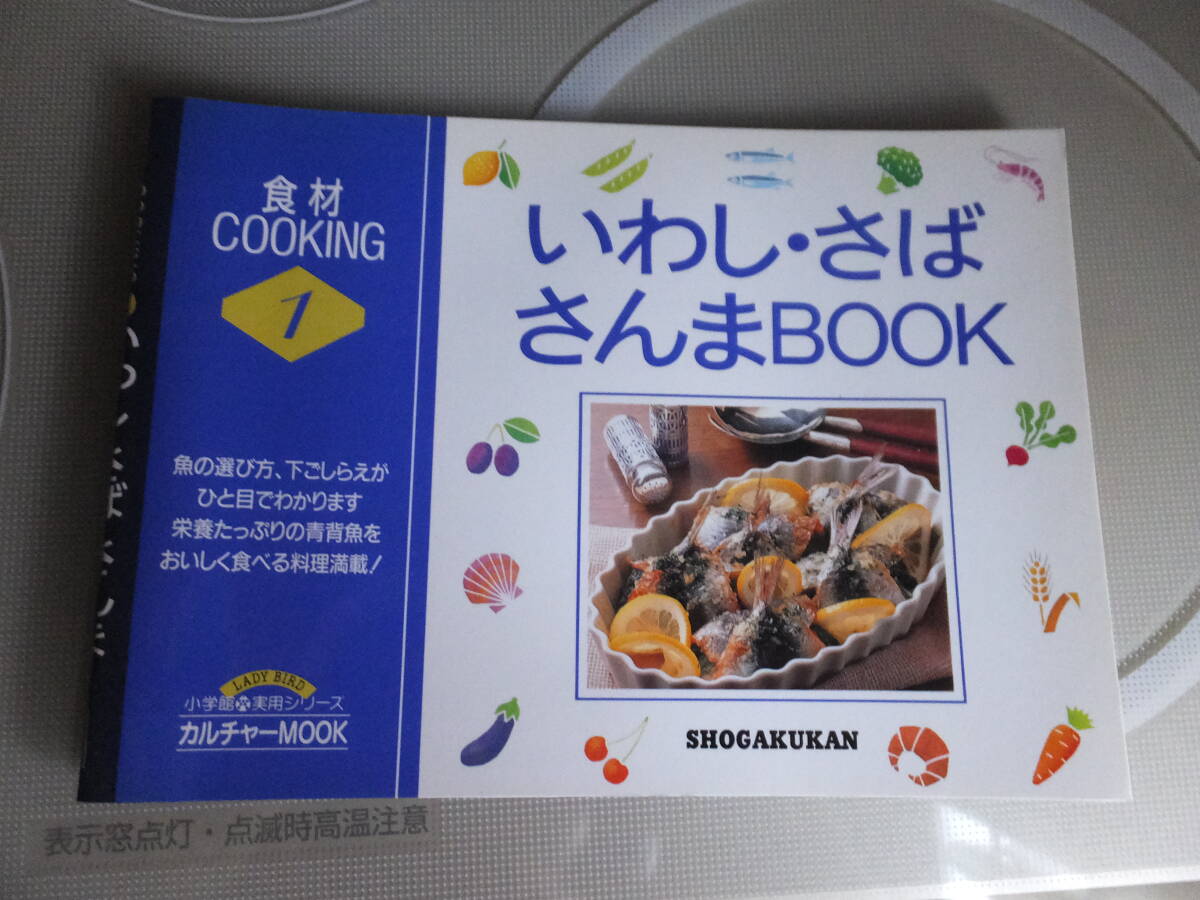 食材
COOKING
1
魚の選び方、下ごしらえが
ひと目でわかります
栄養たっぷりの青背魚を
おいしく食べる料理満載!
LADY BIRD
小学館実用シリーズ
カルチャーMOOK
いわし・さば
さんまBOOK
SHOGAKUKAN
表示窓点灯・点滅時高温注意